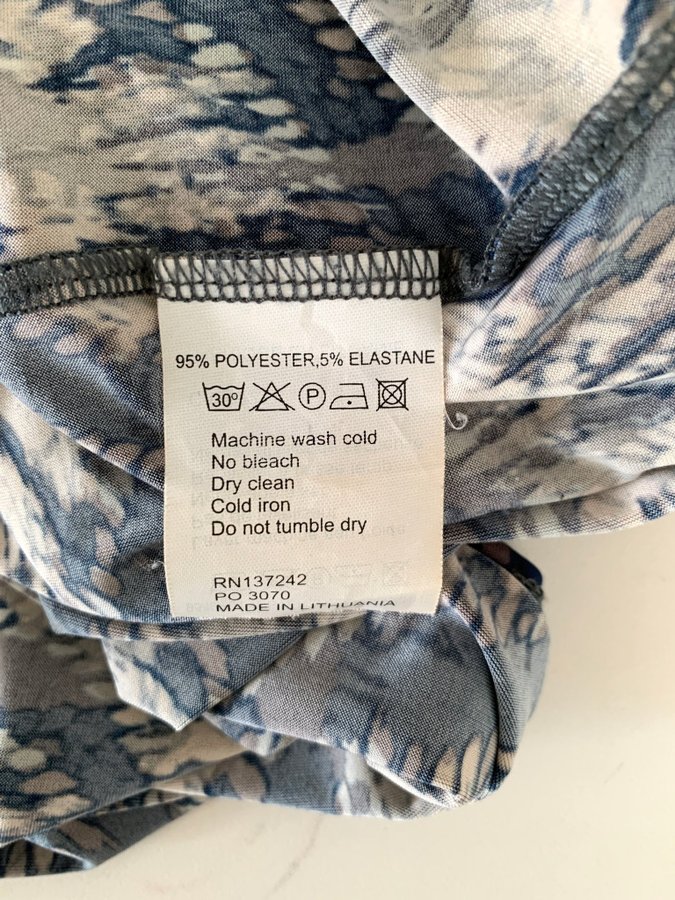 95% POLYESTER,5% ELASTANE
30° P
Machine wash cold
No bleach
Dry clean
Cold iron
Do not tumble dry
RN137242
PO 3070
MADE IN LITHUANIA